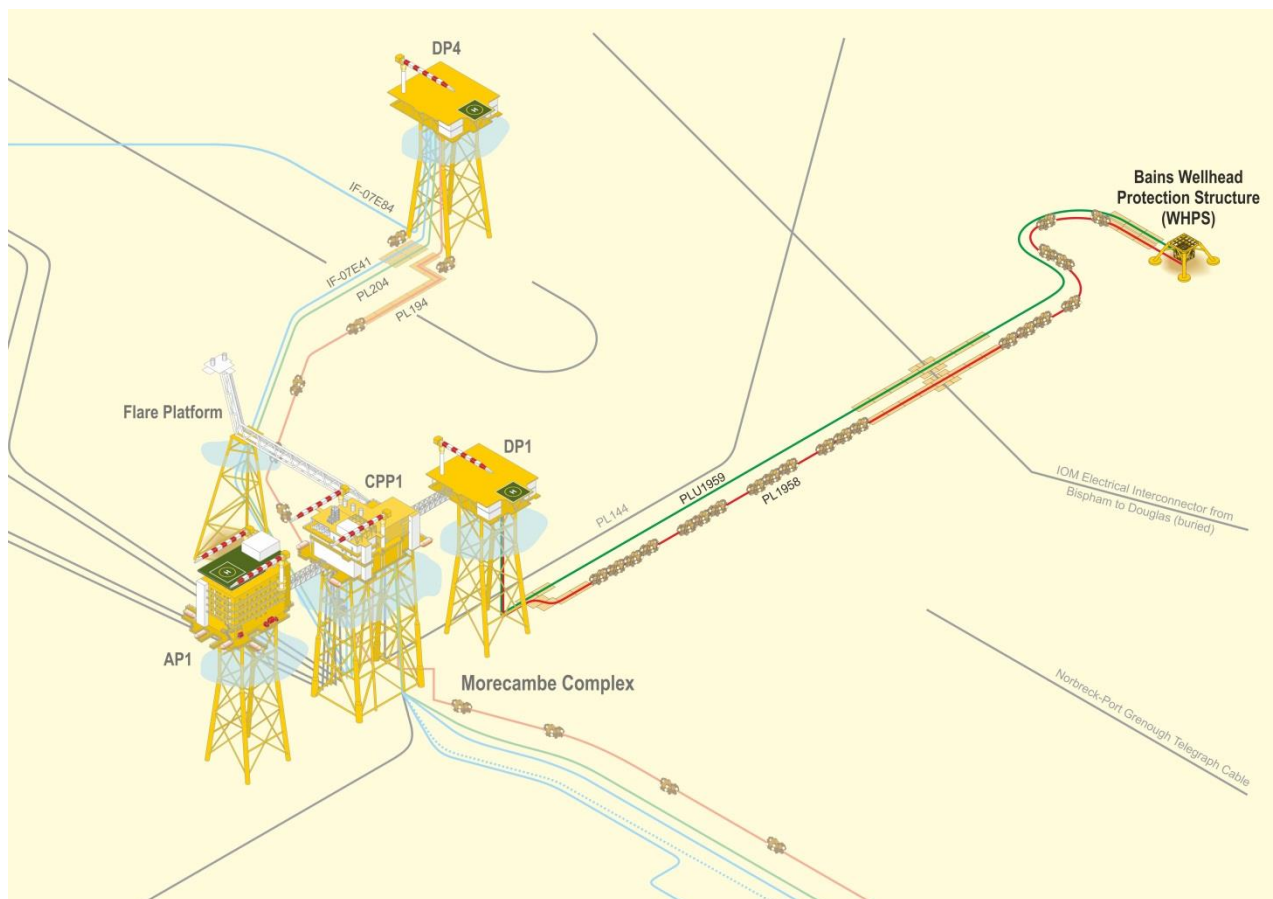 DP4
Bains Wellhead
Protection Structure
(WHPS)
IF-07E84
IF-07E41
PL204
PL194
Flare Platform
CPP1
DP1
PLU1959
PL1958
PL144
IOM Electrical Interconnector from
Bispham to Douglas (buried)
AP1
Morecambe Complex
Norbreck-Port Grenough Telegraph Cable
H
H
H